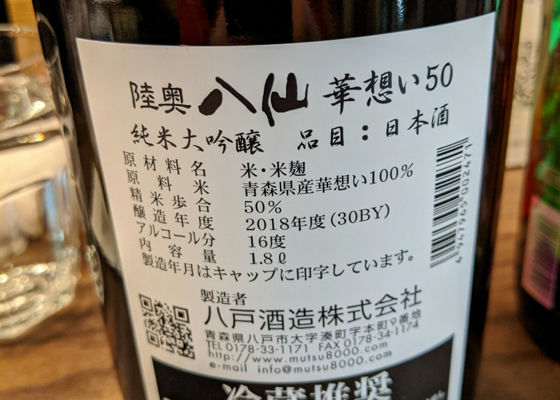 陸奥八仙 華想い50
純米大吟醸 品目：日本酒
原材料名 米・米麹
原料米 青森県産華想い100%
精米歩合 50%
醸造年度 2018年度(30BY)
アルコール分 16度
内容量 1.8ℓ
製造年月はキャップに印字しています。
製造者
八戸酒造株式会社
青森県八戸市大字湊町字本町9番地
TEL0178-33-1171 FAX 0178-34-1174
http://www.mutsu8000.com
e-mail info@mutsu8000.com
冷蔵推奨
6947965002471